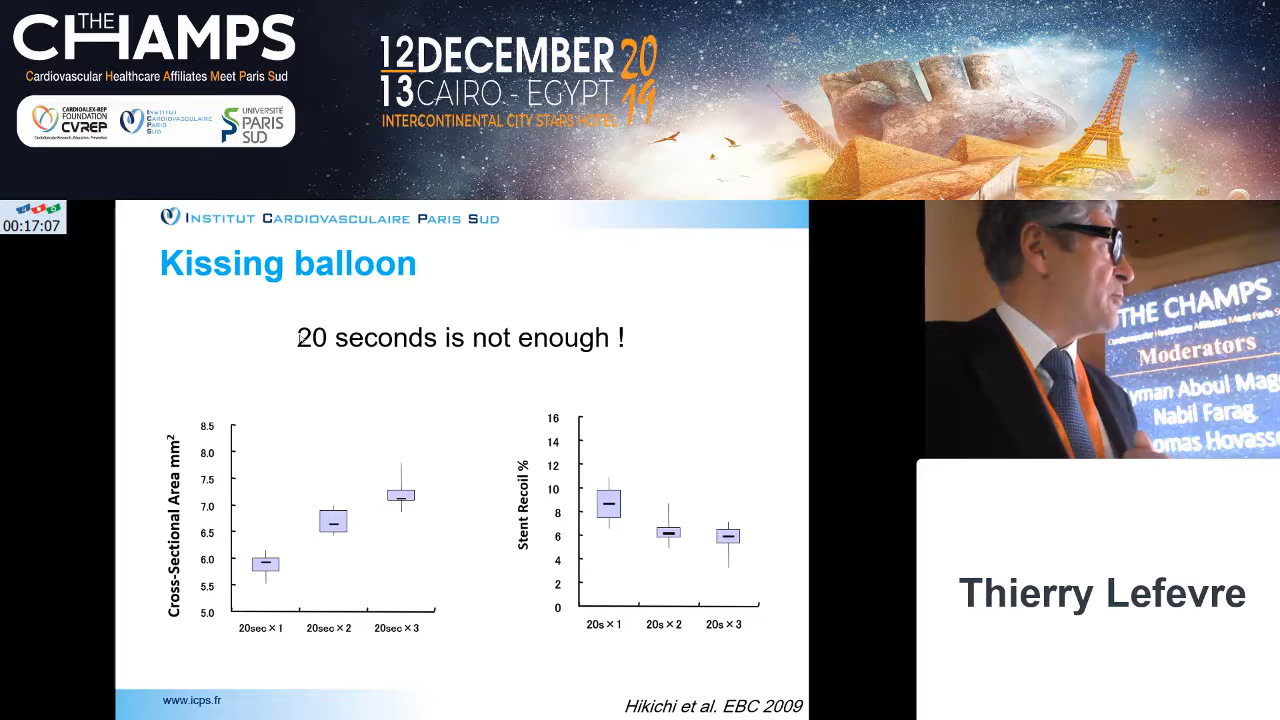 THE
CHAMPS
Cardiovascular Healthcare Affiliates Meet Paris Sud
CARDIOALEX-REP
FOUNDATION
CVREP
INSTITUT
CARDIOVASCULAIRE
PARIS
SUD
UNIVERSITÉ
PARIS
SUD
12 DECEMBER 2019
13 CAIRO - EGYPT
INTERCONTINENTAL CITY STARS HOTEL
00:17:07
INSTITUT CARDIOVASCULAIRE PARIS SUD
Kissing balloon
20 seconds is not enough !
Cross-Sectional Area mm²
8.5
8.0
7.5
7.0
6.5
6.0
5.5
5.0
20sec×1 20sec×2 20sec×3
Stent Recoil %
16
14
12
10
8
6
4
2
0
20s×1 20s×2 20s×3
www.icps.fr
Hikichi et al. EBC 2009
THE CHAMPS
Moderators
Nabil Farag
Thierry Lefevre